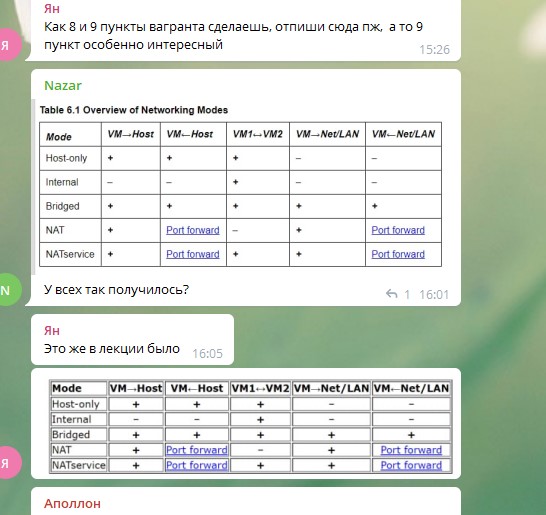 Ян
Как 8 и 9 пункты вагранта сделаешь, отпиши сюда пж, а то 9
пункт особенно интересный
15:26
Я
Nazar
Table 6.1 Overview of Networking Modes
Mode VM→Host VM←Host VM1↔VM2 VM→Net/LAN VM←Net/LAN
Host-only + + + – –
Internal – – + – –
Bridged + + + + +
NAT + Port forward – + Port forward
NATservice + Port forward + + Port forward
N
У всех так получилось?
1 16:01
Ян
Это же в лекции было 16:05
Mode VM→Host VM←Host VM1↔VM2 VM→Net/LAN VM←Net/LAN
Host-only + + + – –
Internal – – + – –
Bridged + + + + +
NAT + Port forward – + Port forward
NATservice + Port forward + + Port forward
Я
Аполлон